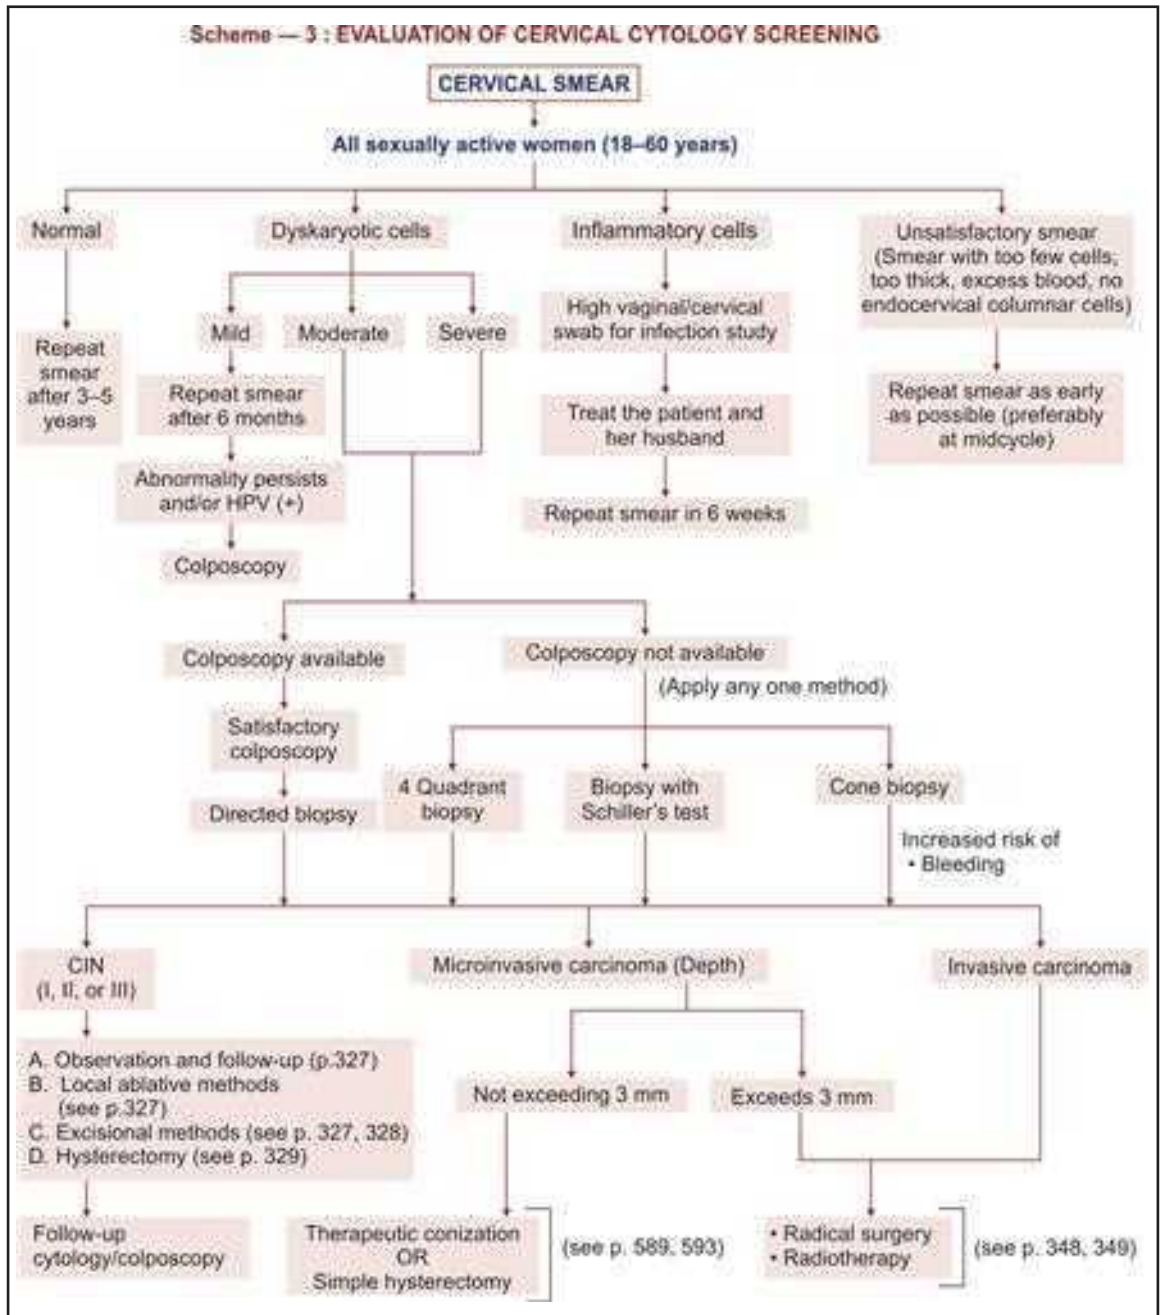 Scheme — 3 : EVALUATION OF CERVICAL CYTOLOGY SCREENING
CERVICAL SMEAR
All sexually active women (18–60 years)
Normal
Dyskaryotic cells
Inflammatory cells
Unsatisfactory smear
(Smear with too few cells,
too thick, excess blood, no
endocervical columnar cells)
Repeat
smear
after 3–5
years
Mild
Moderate
Severe
High vaginal/cervical
swab for infection study
Repeat smear
after 6 months
Treat the patient and
her husband
Repeat smear as early
as possible (preferably
at midcycle)
Abnormality persists
and/or HPV (+)
Repeat smear in 6 weeks
Colposcopy
Colposcopy available
Colposcopy not available
(Apply any one method)
Satisfactory
colposcopy
Directed biopsy
4 Quadrant
biopsy
Biopsy with
Schiller's test
Cone biopsy
Increased risk of
• Bleeding
CIN
(I, II, or III)
Microinvasive carcinoma (Depth)
Invasive carcinoma
A. Observation and follow-up (p.327)
B. Local ablative methods
(see p.327)
C. Excisional methods (see p. 327, 328)
D. Hysterectomy (see p. 329)
Not exceeding 3 mm
Exceeds 3 mm
Follow-up
cytology/colposcopy
Therapeutic conization
OR
Simple hysterectomy
(see p. 589, 593)
• Radical surgery
• Radiotherapy
(see p. 348, 349)